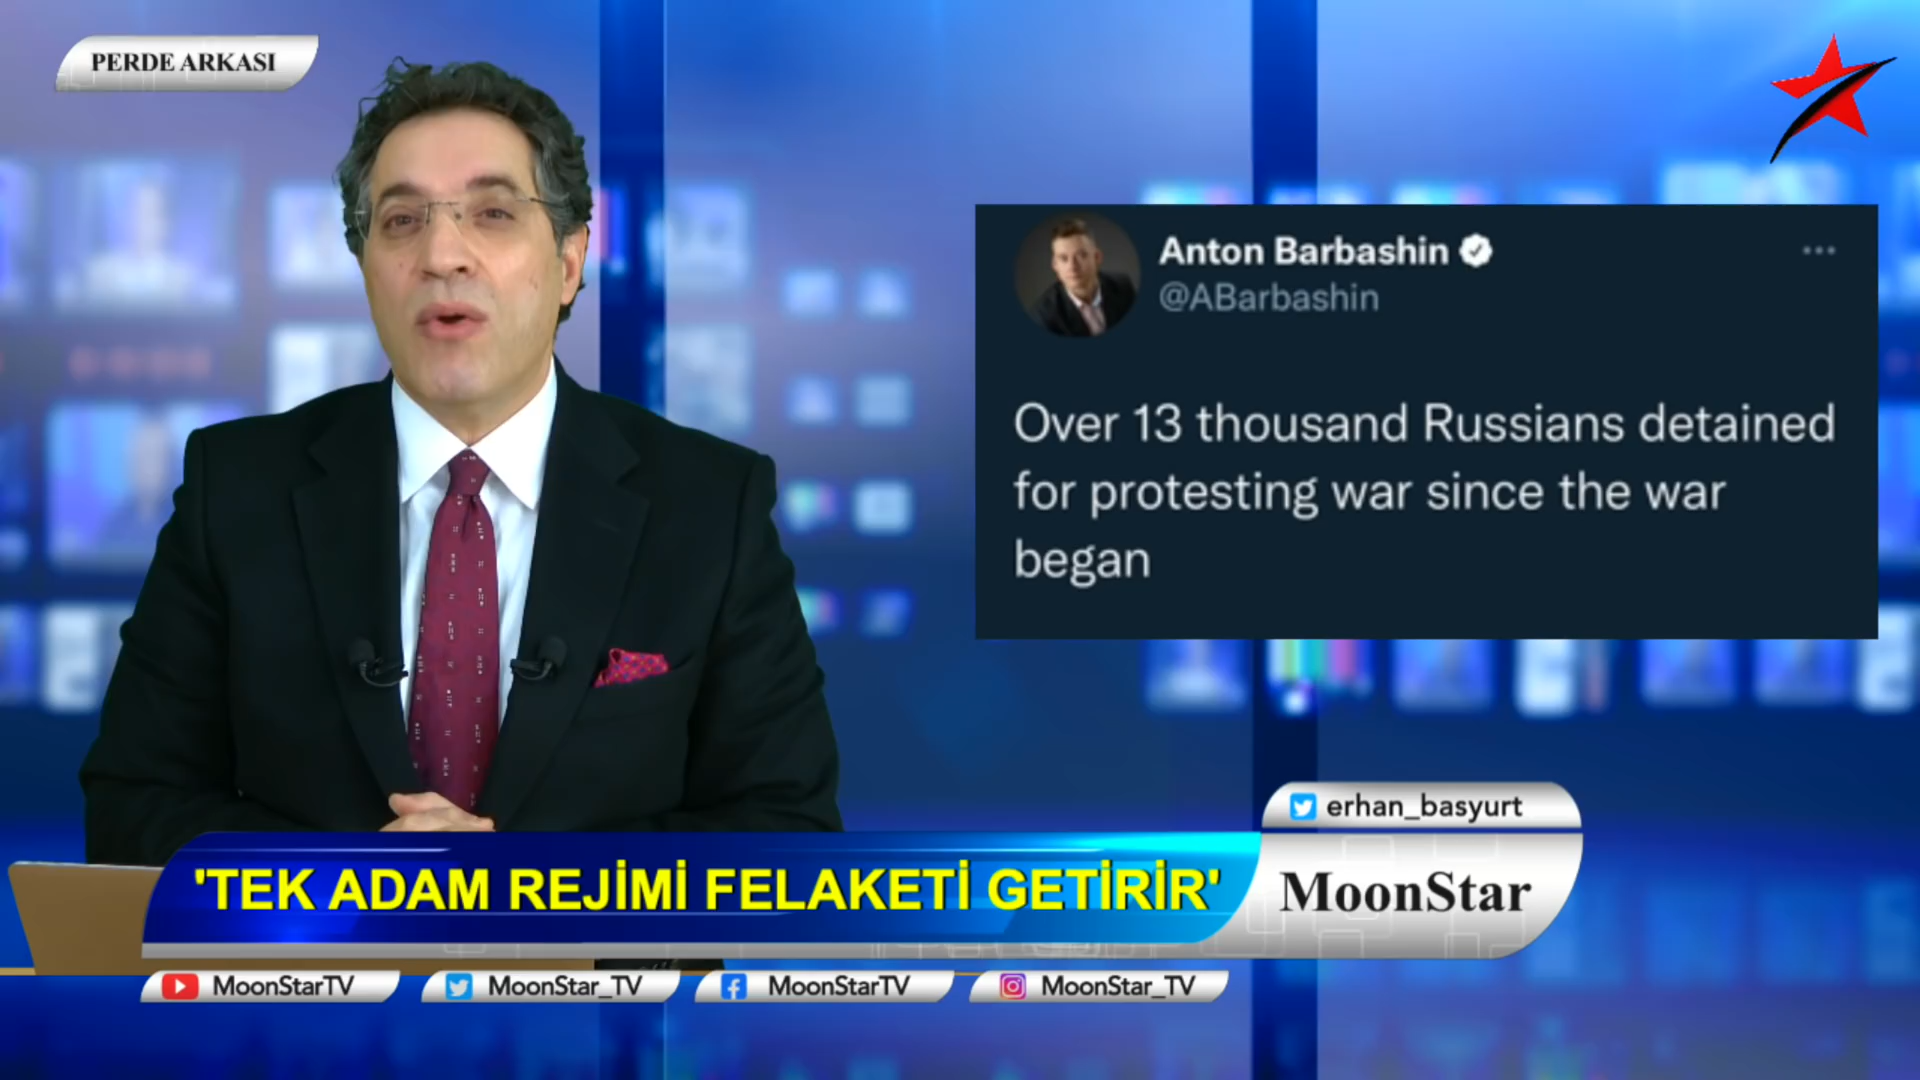 PERDE ARKASI
Anton Barbashin
@ABarbashin
Over 13 thousand Russians detained
for protesting war since the war
began
erhan_basyurt
'TEK ADAM REJİMİ FELAKETİ GETİRİR'
MoonStar
MoonStarTV
MoonStar_TV
MoonStarTV
MoonStar_TV